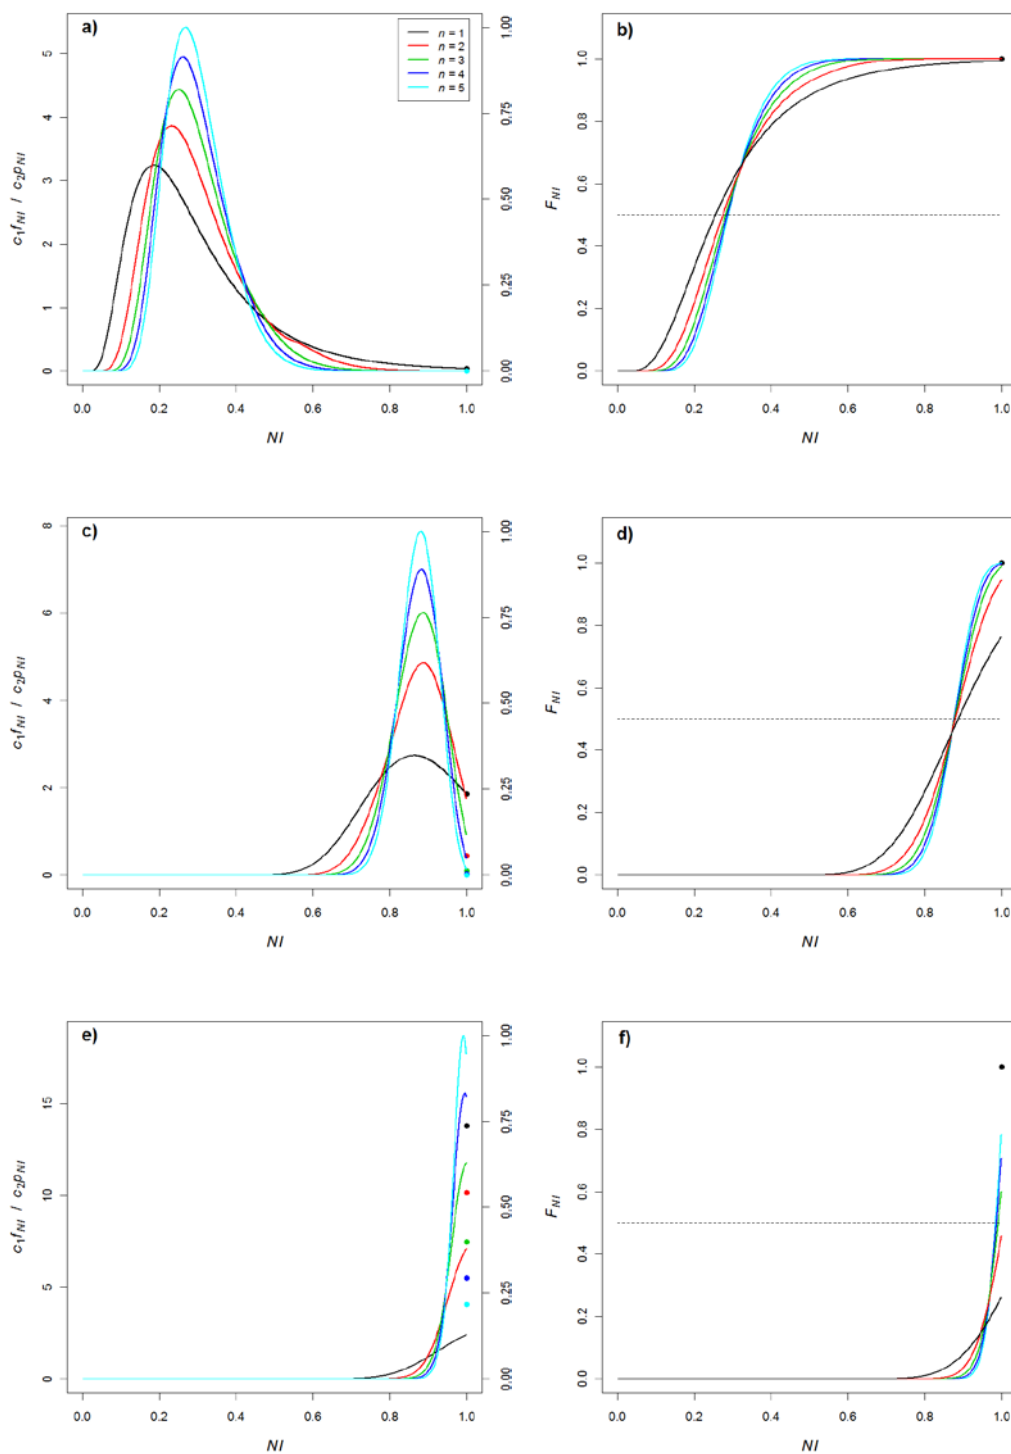 a)
n = 1
n = 2
n = 3
n = 4
n = 5
c1fNI / c2pNI
0 1 2 3 4 5
0.00 0.25 0.50 0.75 1.00
0.0 0.2 0.4 0.6 0.8 1.0
NI
b)
FNI
0.0 0.2 0.4 0.6 0.8 1.0
0.0 0.2 0.4 0.6 0.8 1.0
NI
c)
c1fNI / c2pNI
0 2 4 6 8
0.00 0.25 0.50 0.75 1.00
0.0 0.2 0.4 0.6 0.8 1.0
NI
d)
FNI
0.0 0.2 0.4 0.6 0.8 1.0
0.0 0.2 0.4 0.6 0.8 1.0
NI
e)
c1fNI / c2pNI
0 5 10 15
0.00 0.25 0.50 0.75 1.00
0.0 0.2 0.4 0.6 0.8 1.0
NI
f)
FNI
0.0 0.2 0.4 0.6 0.8 1.0
0.0 0.2 0.4 0.6 0.8 1.0
NI